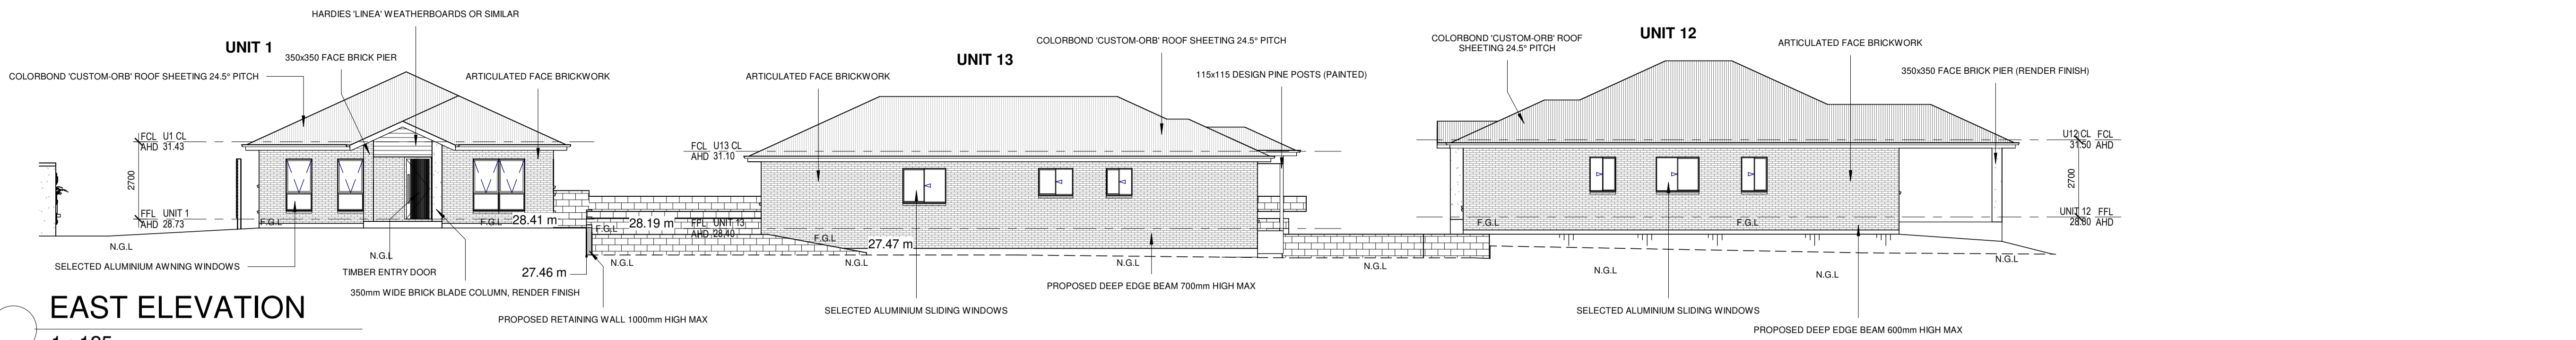 HARDIES 'LINEA' WEATHERBOARDS OR SIMILAR
UNIT 1
350x350 FACE BRICK PIER
COLORBOND 'CUSTOM-ORB' ROOF SHEETING 24.5° PITCH
ARTICULATED FACE BRICKWORK
FCL U1 CL
AHD 31.43
2700
FFL UNIT 1
AHD 28.73
F.G.L
F.G.L
28.41 m
N.G.L
N.G.L
SELECTED ALUMINIUM AWNING WINDOWS
TIMBER ENTRY DOOR
350mm WIDE BRICK BLADE COLUMN, RENDER FINISH
27.46 m
PROPOSED RETAINING WALL 1000mm HIGH MAX
F.G.L
28.19 m
N.G.L
UNIT 13
COLORBOND 'CUSTOM-ORB' ROOF SHEETING 24.5° PITCH
ARTICULATED FACE BRICKWORK
115x115 DESIGN PINE POSTS (PAINTED)
FCL U13 CL
AHD 31.10
FFL UNIT 13
AHD 28.40
F.G.L
27.47 m
N.G.L
N.G.L
N.G.L
PROPOSED DEEP EDGE BEAM 700mm HIGH MAX
SELECTED ALUMINIUM SLIDING WINDOWS
UNIT 12
COLORBOND 'CUSTOM-ORB' ROOF
SHEETING 24.5° PITCH
ARTICULATED FACE BRICKWORK
350x350 FACE BRICK PIER (RENDER FINISH)
U12 CL FCL
31.50 AHD
2700
UNIT 12 FFL
28.80 AHD
F.G.L
F.G.L
N.G.L
N.G.L
N.G.L
SELECTED ALUMINIUM SLIDING WINDOWS
PROPOSED DEEP EDGE BEAM 600mm HIGH MAX
EAST ELEVATION